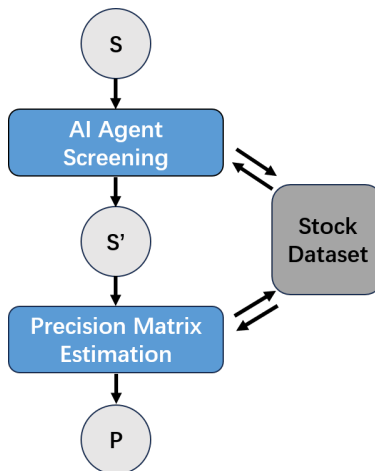 S
AI Agent
Screening
Stock
Dataset
S’
Precision Matrix
Estimation
P